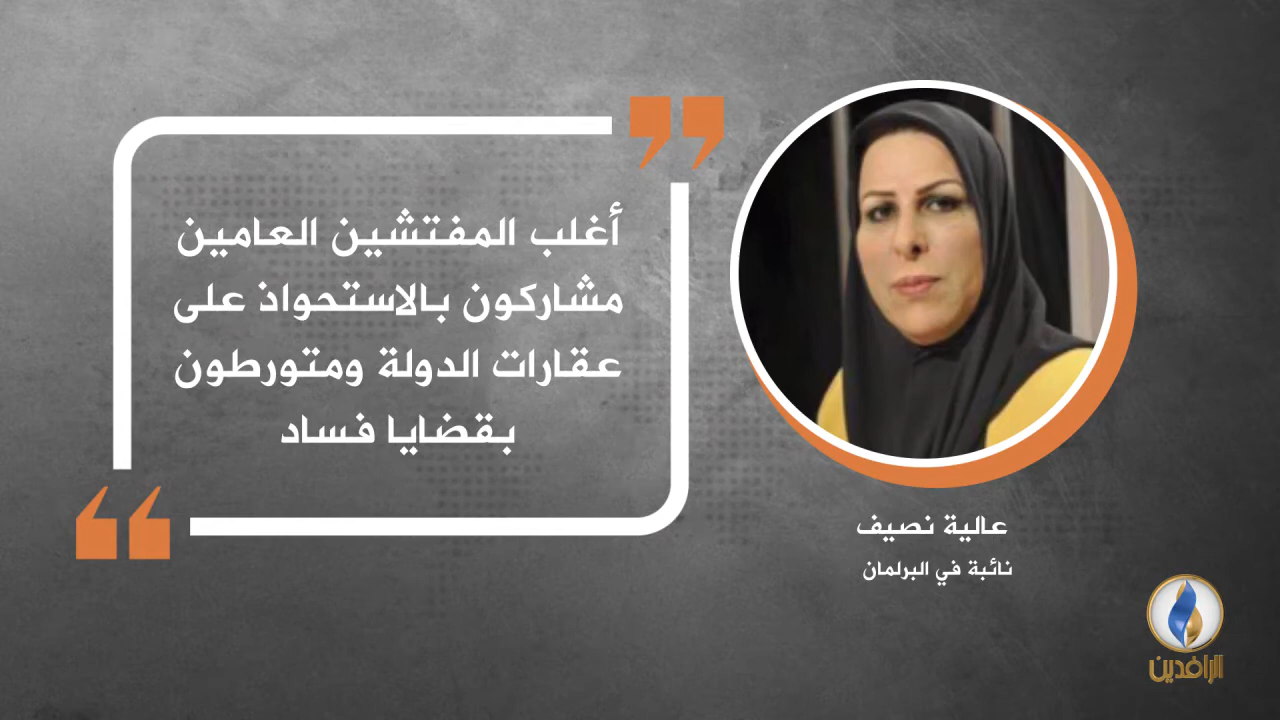 أغلب المفتشين العامين
مشاركون بالاستحواذ على
عقارات الدولة ومتورطون
بقضايا فساد
عالية نصيف
نائبة في البرلمان
الرافدين